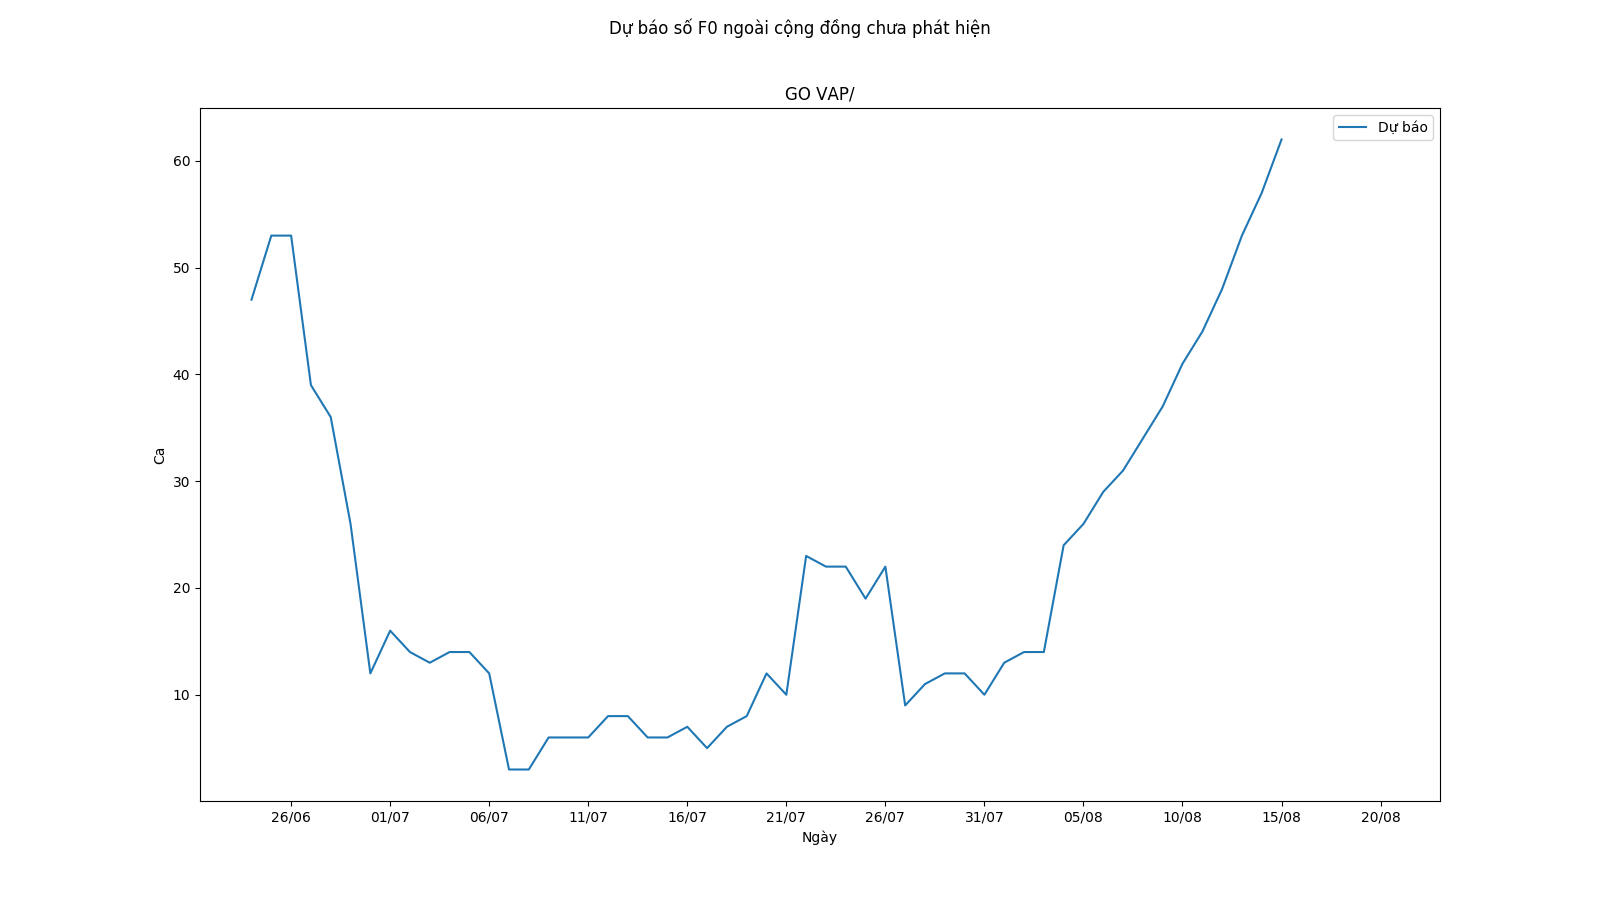 Dự báo số F0 ngoài cộng đồng chưa phát hiện
GO VAP/
Dự báo
60
50
40
30
20
10
Ca
26/06 01/07 06/07 11/07 16/07 21/07 26/07 31/07 05/08 10/08 15/08 20/08
Ngày